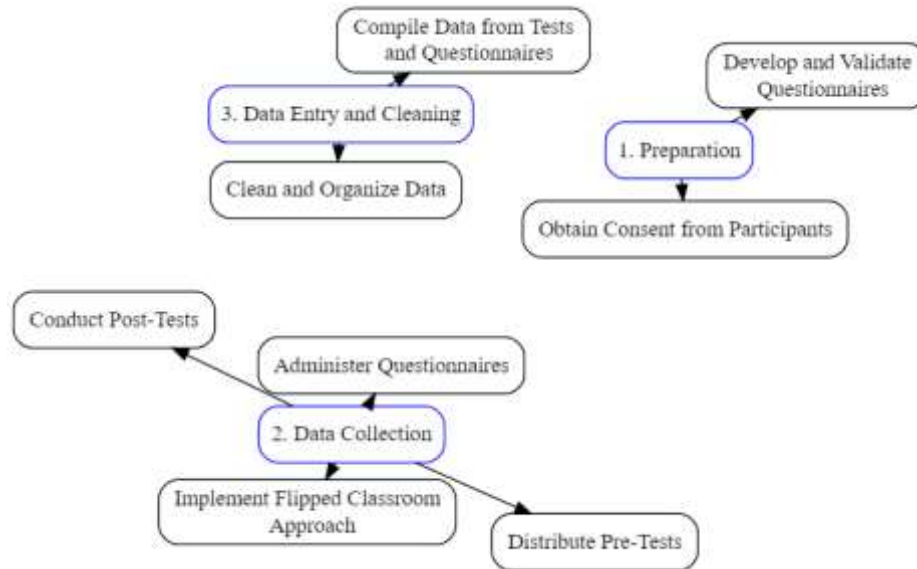 Compile Data from Tests
and Questionnaires
Develop and Validate
Questionnaires
3. Data Entry and Cleaning
1. Preparation
Clean and Organize Data
Obtain Consent from Participants
Conduct Post-Tests
Administer Questionnaires
2. Data Collection
Implement Flipped Classroom
Approach
Distribute Pre-Tests